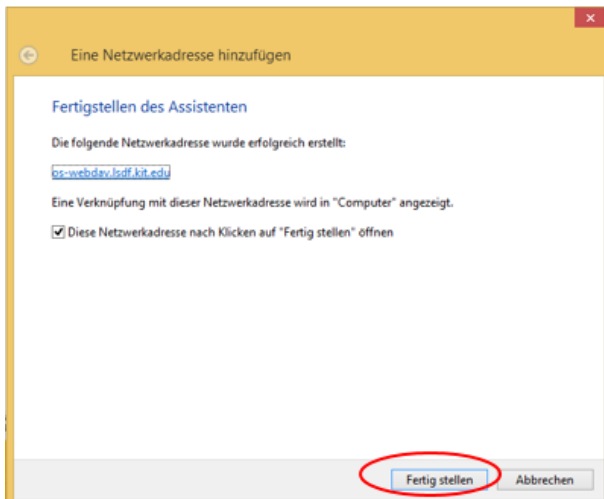 Eine Netzwerkadresse hinzufügen
Fertigstellen des Assistenten
Die folgende Netzwerkadresse wurde erfolgreich erstellt:
os-webdav.lsdf.kit.edu
Eine Verknüpfung mit dieser Netzwerkadresse wird in "Computer" angezeigt.
Diese Netzwerkadresse nach Klicken auf "Fertig stellen" öffnen
Fertig stellen Abbrechen